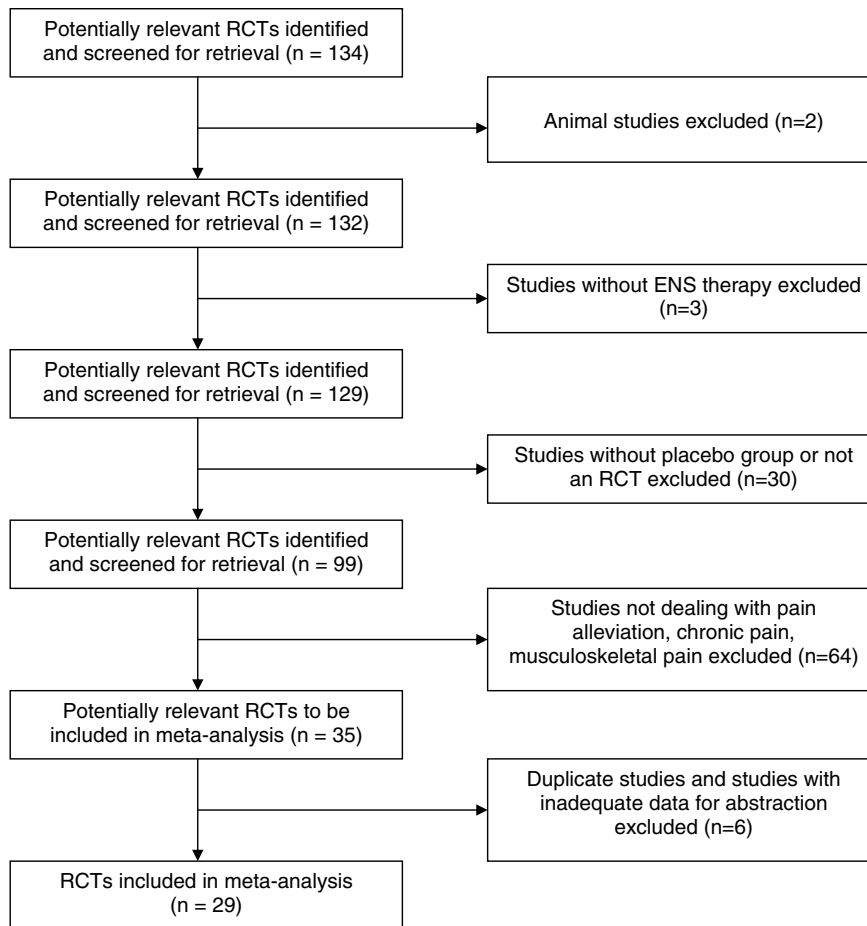 Potentially relevant RCTs identified
and screened for retrieval (n = 134)
Animal studies excluded (n=2)
Potentially relevant RCTs identified
and screened for retrieval (n = 132)
Studies without ENS therapy excluded
(n=3)
Potentially relevant RCTs identified
and screened for retrieval (n = 129)
Studies without placebo group or not
an RCT excluded (n=30)
Potentially relevant RCTs identified
and screened for retrieval (n = 99)
Studies not dealing with pain
alleviation, chronic pain,
musculoskeletal pain excluded (n=64)
Potentially relevant RCTs to be
included in meta-analysis (n = 35)
Duplicate studies and studies with
inadequate data for abstraction
excluded (n=6)
RCTs included in meta-analysis
(n = 29)